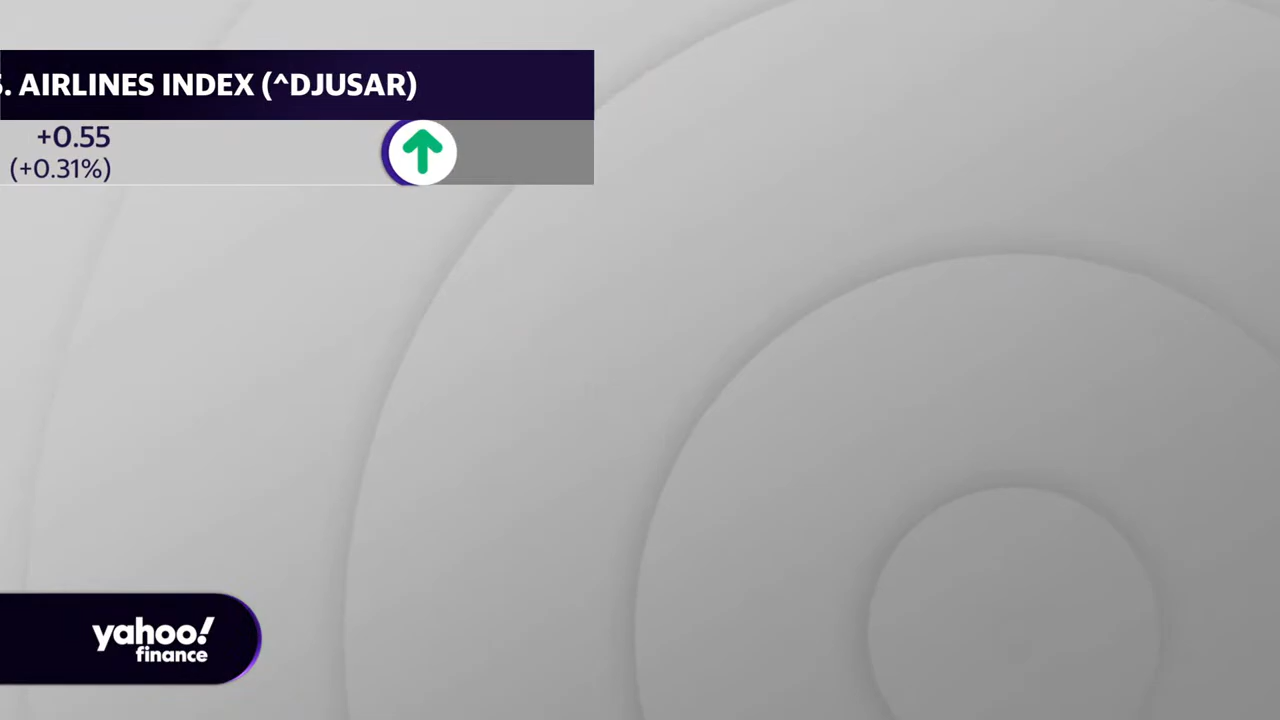 . AIRLINES INDEX (^DJUSAR)
+0.55
(+0.31%)
yahoo!
finance